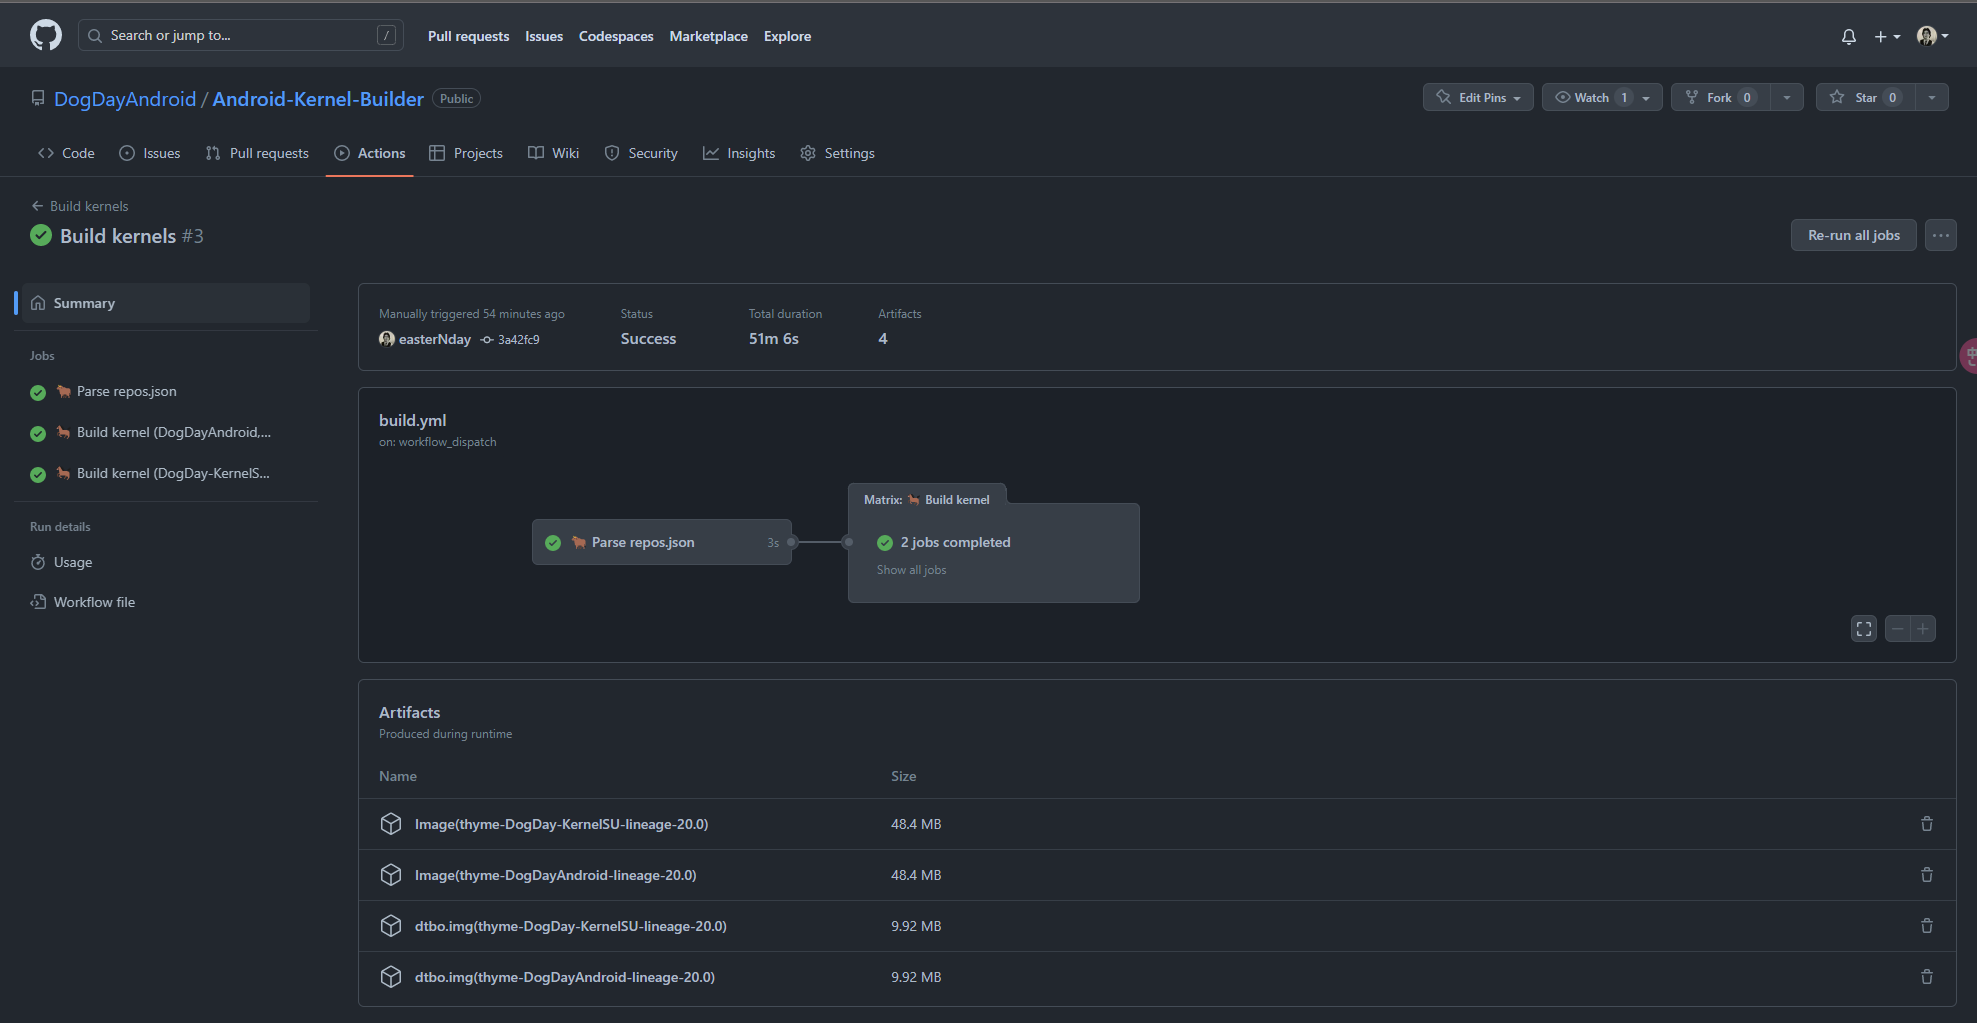 Search or jump to... /
Pull requests Issues Codespaces Marketplace Explore
DogDayAndroid / Android-Kernel-Builder Public
Edit Pins Watch 1 Fork 0 Star 0
Code Issues Pull requests Actions Projects Wiki Security Insights Settings
Build kernels
Build kernels #3
Re-run all jobs
Summary
Jobs
Parse repos.json
Build kernel (DogDayAndroid,...
Build kernel (DogDay-KernelS...
Run details
Usage
Workflow file
Manually triggered 54 minutes ago
easterNday 3a42fc9
Status
Success
Total duration
51m 6s
Artifacts
4
build.yml
on: workflow_dispatch
Parse repos.json 3s
Matrix: Build kernel
2 jobs completed
Show all jobs
Artifacts
Produced during runtime
Name Size
Image(thyme-DogDay-KernelSU-lineage-20.0) 48.4 MB
Image(thyme-DogDayAndroid-lineage-20.0) 48.4 MB
dtbo.img(thyme-DogDay-KernelSU-lineage-20.0) 9.92 MB
dtbo.img(thyme-DogDayAndroid-lineage-20.0) 9.92 MB